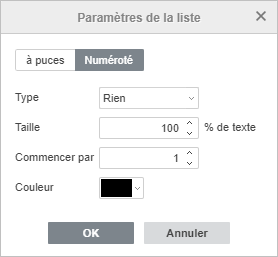 Paramètres de la liste
à puces Numéroté
Type Rien
Taille 100 % de texte
Commencer par 1
Couleur
OK Annuler